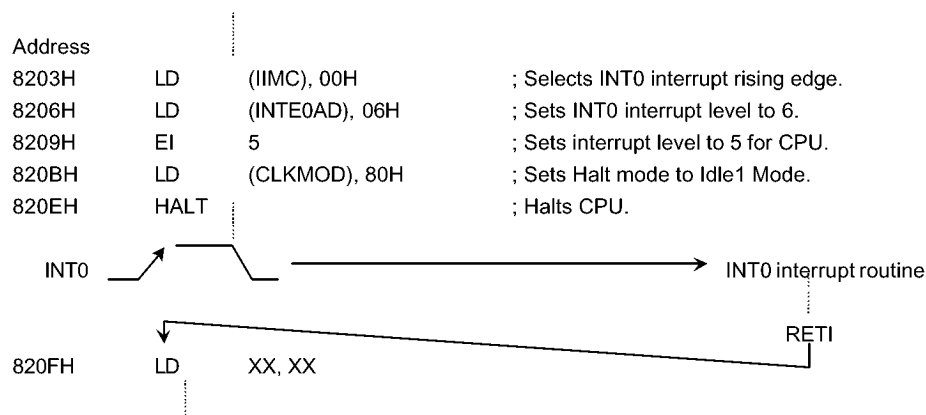 Address
8203H LD (IIMC), 00H ; Selects INT0 interrupt rising edge.
8206H LD (INTE0AD), 06H ; Sets INT0 interrupt level to 6.
8209H EI 5 ; Sets interrupt level to 5 for CPU.
820BH LD (CLKMOD), 80H ; Sets Halt mode to Idle1 Mode.
820EH HALT ; Halts CPU.
INT0 INT0 interrupt routine
RETI
820FH LD XX, XX